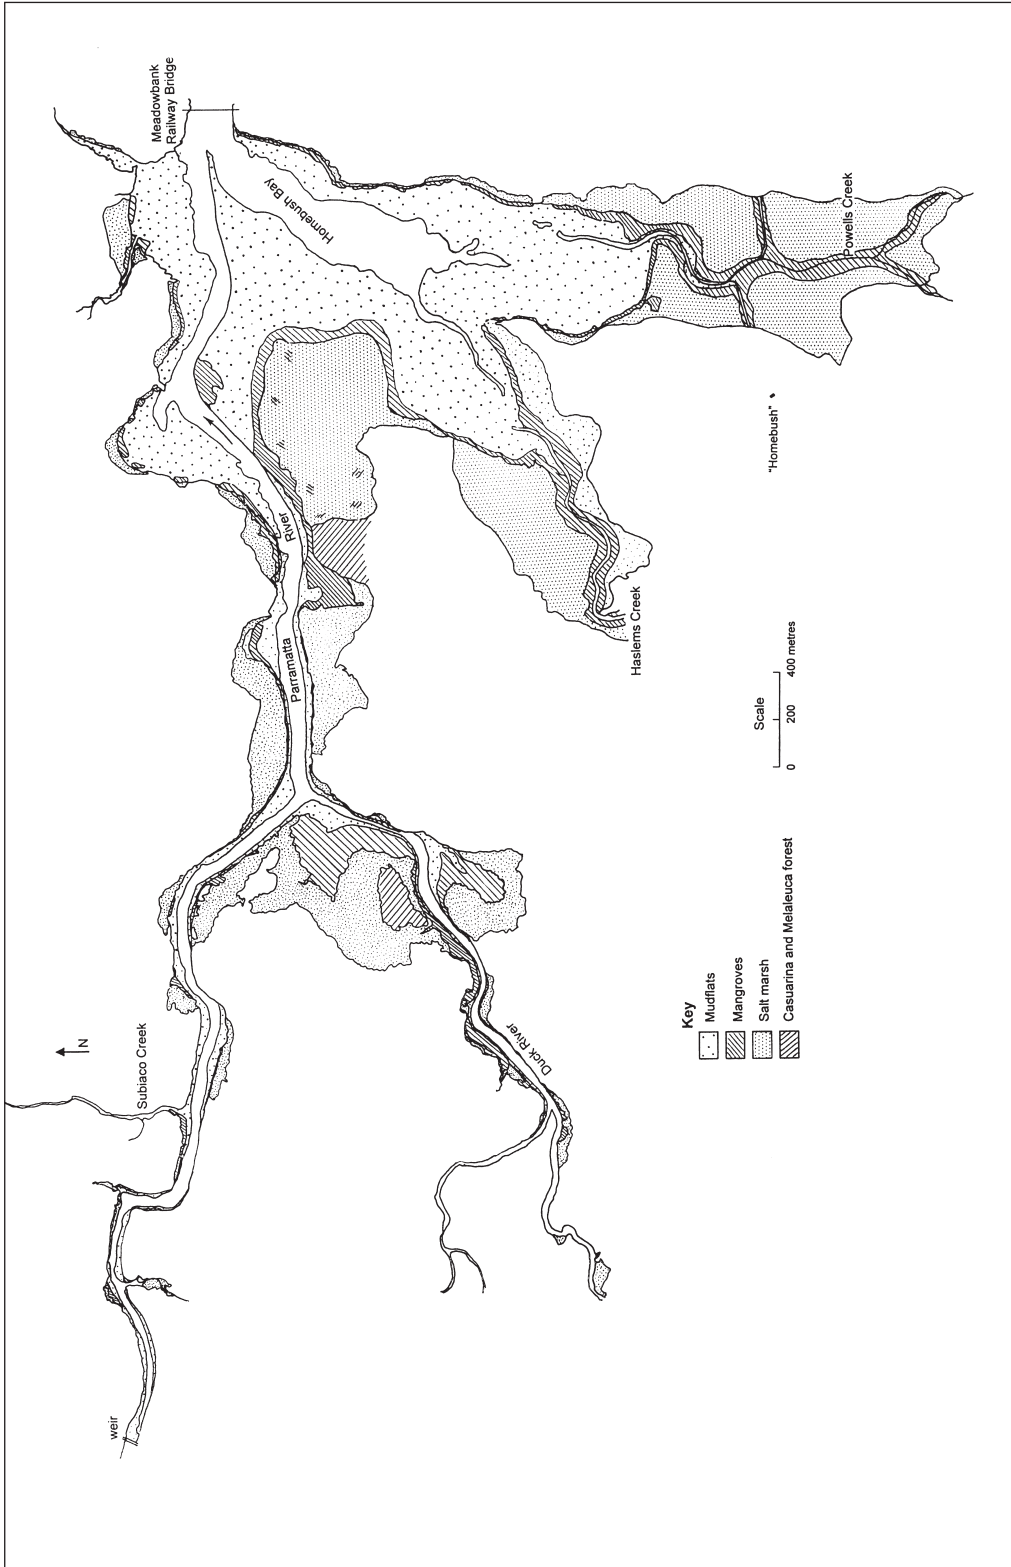 Meadowbank
Railway Bridge
Homebush Bay
Powells Creek
"Homebush"
River
Parramatta
Haslems Creek
Scale
0 200 400 metres
Duck River
Subiaco Creek
N
weir
Key
Mudflats
Mangroves
Salt marsh
Casuarina and Melaleuca forest